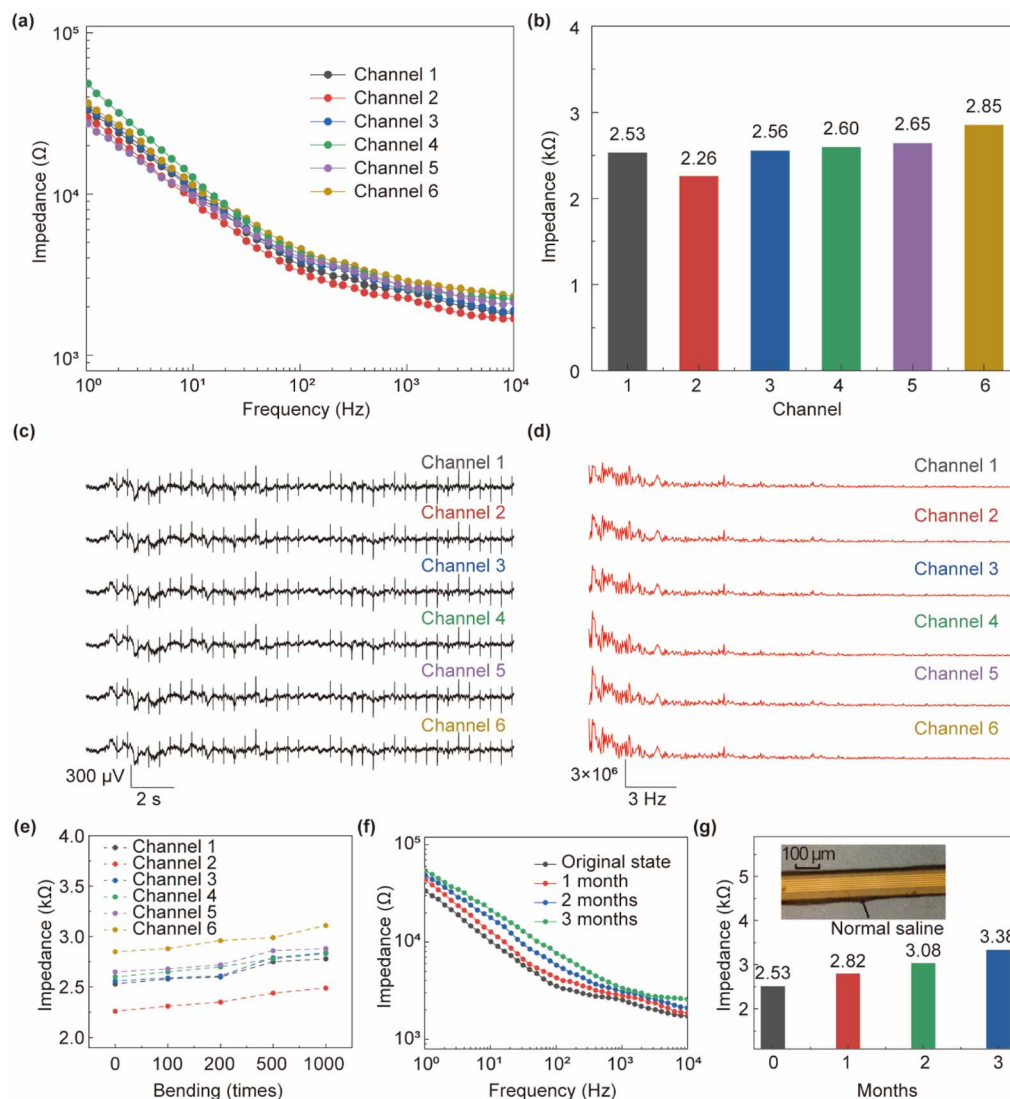 (a)
10⁵
10⁴
10³
Impedance (Ω)
Channel 1
Channel 2
Channel 3
Channel 4
Channel 5
Channel 6
10⁰ 10¹ 10² 10³ 10⁴
Frequency (Hz)
(b)
4
3
2
1
0
Impedance (kΩ)
2.53 2.26 2.56 2.60 2.65 2.85
1 2 3 4 5 6
Channel
(c)
Channel 1
Channel 2
Channel 3
Channel 4
Channel 5
Channel 6
300 µV
2 s
(d)
Channel 1
Channel 2
Channel 3
Channel 4
Channel 5
Channel 6
3×10⁶
3 Hz
(e)
4.0
3.5
3.0
2.5
2.0
Impedance (kΩ)
Channel 1
Channel 2
Channel 3
Channel 4
Channel 5
Channel 6
0 100 200 500 1000
Bending (times)
(f)
10⁵
10⁴
10³
Impedance (Ω)
Original state
1 month
2 months
3 months
10⁰ 10¹ 10² 10³ 10⁴
Frequency (Hz)
(g)
5
4
3
2
Impedance (kΩ)
100 µm
Normal saline
2.53 2.82 3.08 3.38
0 1 2 3
Months